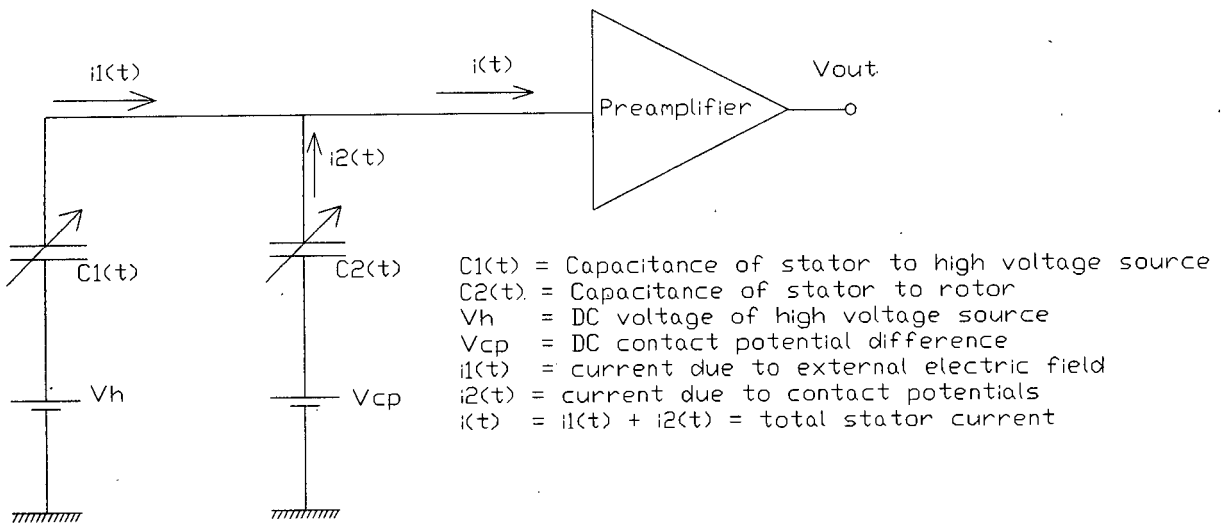 i1(t)
i(t)
Vout
Preamplifier
i2(t)
C1(t)
C2(t)
C1(t) = Capacitance of stator to high voltage source
C2(t) = Capacitance of stator to rotor
Vh = DC voltage of high voltage source
Vcp = DC contact potential difference
i1(t) = current due to external electric field
i2(t) = current due to contact potentials
i(t) = i1(t) + i2(t) = total stator current
Vh
Vcp